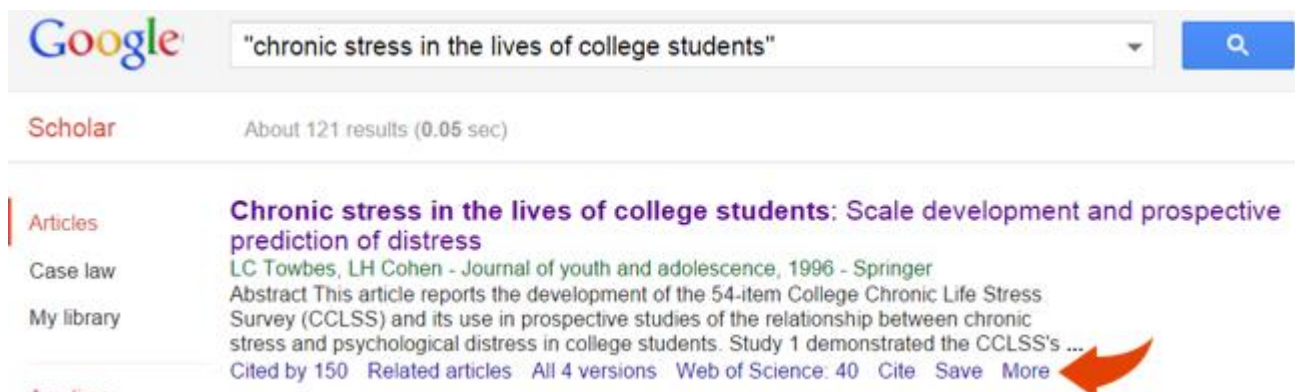 Google
"chronic stress in the lives of college students"
Scholar
About 121 results (0.05 sec)
Articles
Case law
My library
Chronic stress in the lives of college students: Scale development and prospective
prediction of distress
LC Towbes, LH Cohen - Journal of youth and adolescence, 1996 - Springer
Abstract This article reports the development of the 54-item College Chronic Life Stress
Survey (CCLSS) and its use in prospective studies of the relationship between chronic
stress and psychological distress in college students. Study 1 demonstrated the CCLSS's ...
Cited by 150 Related articles All 4 versions Web of Science: 40 Cite Save More